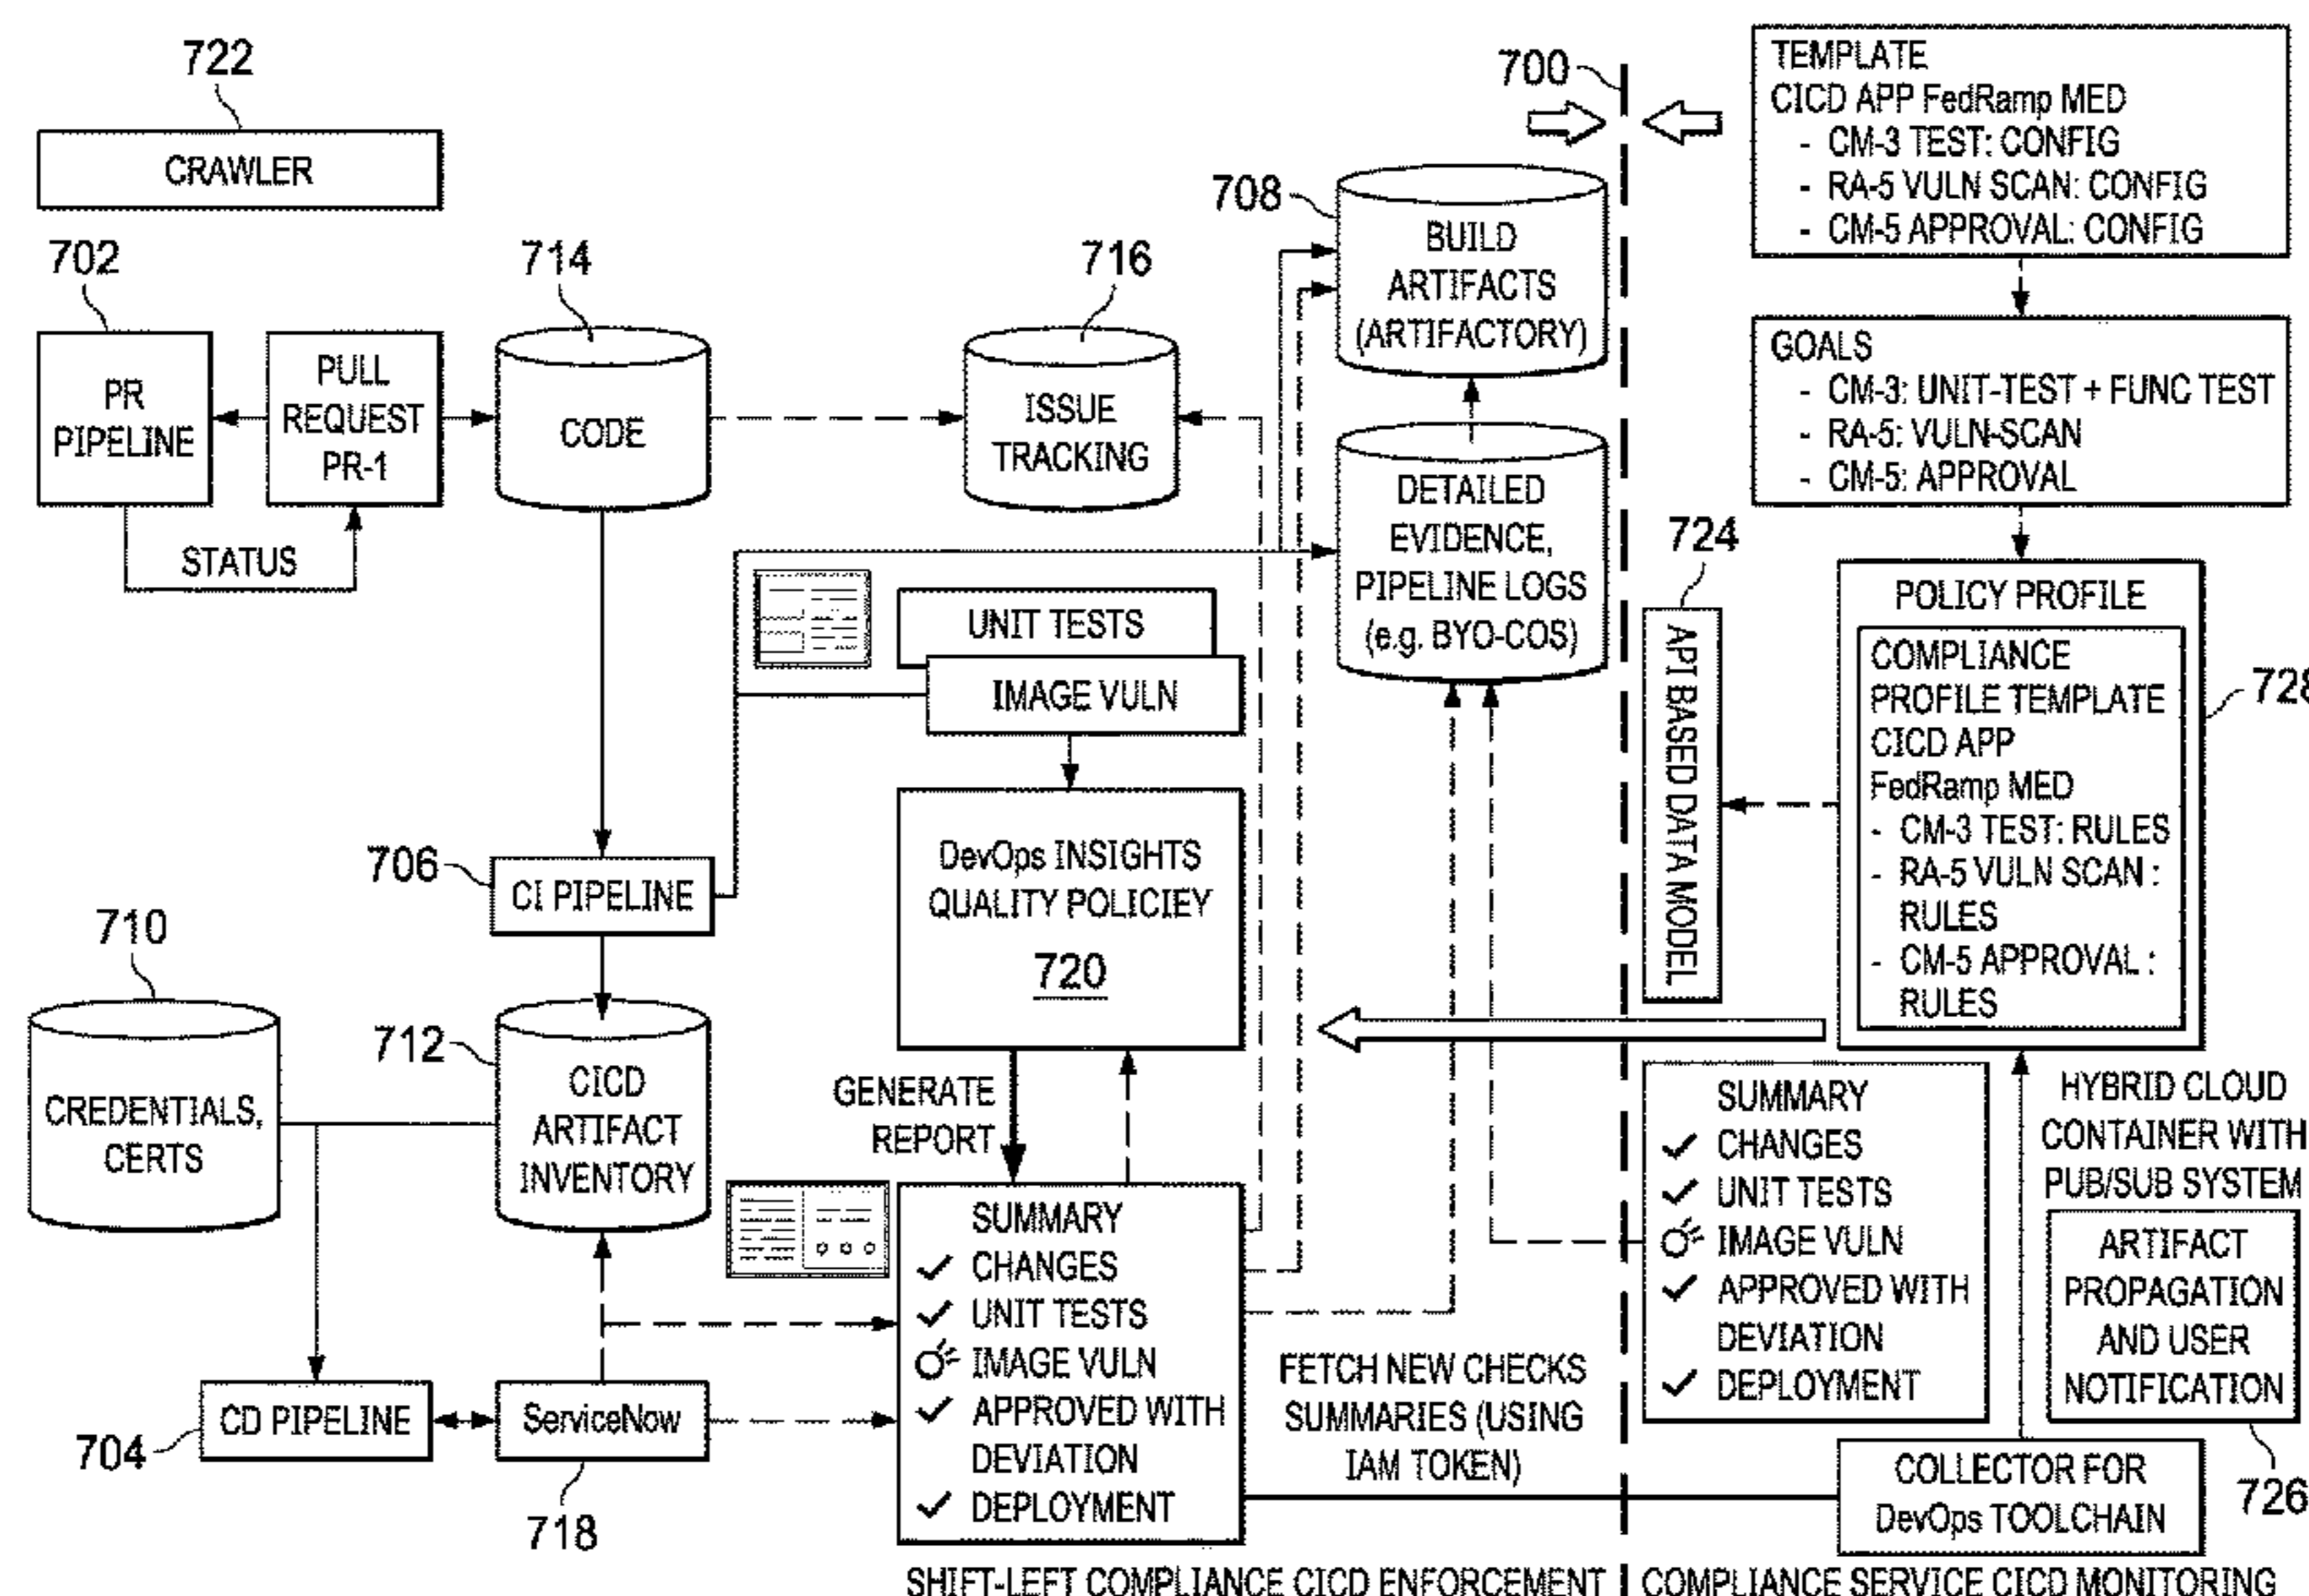 722
CRAWLER
702
PR
PIPELINE
PULL
REQUEST
PR-1
STATUS
714
CODE
716
ISSUE
TRACKING
700
708
BUILD
ARTIFACTS
(ARTIFACTORY)
DETAILED
EVIDENCE,
PIPELINE LOGS
(e.g. BYO-COS)
TEMPLATE
CICD APP FedRamp MED
- CM-3 TEST: CONFIG
- RA-5 VULN SCAN: CONFIG
- CM-5 APPROVAL: CONFIG
GOALS
- CM-3: UNIT-TEST + FUNC TEST
- RA-5: VULN-SCAN
- CM-5: APPROVAL
724
API BASED DATA MODEL
POLICY PROFILE
COMPLIANCE
PROFILE TEMPLATE
CICD APP
FedRamp MED
- CM-3 TEST: RULES
- RA-5 VULN SCAN :
RULES
- CM-5 APPROVAL :
RULES
728
UNIT TESTS
IMAGE VULN
DevOps INSIGHTS
QUALITY POLICIEY
720
706
CI PIPELINE
710
CREDENTIALS,
CERTS
712
CICD
ARTIFACT
INVENTORY
GENERATE
REPORT
SUMMARY
✓ CHANGES
✓ UNIT TESTS
IMAGE VULN
✓ APPROVED WITH
DEVIATION
✓ DEPLOYMENT
704
CD PIPELINE
ServiceNow
718
FETCH NEW CHECKS
SUMMARIES (USING
IAM TOKEN)
SUMMARY
✓ CHANGES
✓ UNIT TESTS
IMAGE VULN
✓ APPROVED WITH
DEVIATION
✓ DEPLOYMENT
HYBRID CLOUD
CONTAINER WITH
PUB/SUB SYSTEM
ARTIFACT
PROPAGATION
AND USER
NOTIFICATION
726
COLLECTOR FOR
DevOps TOOLCHAIN
SHIFT-LEFT COMPLIANCE CICD ENFORCEMENT
COMPLIANCE SERVICE CICD MONITORING